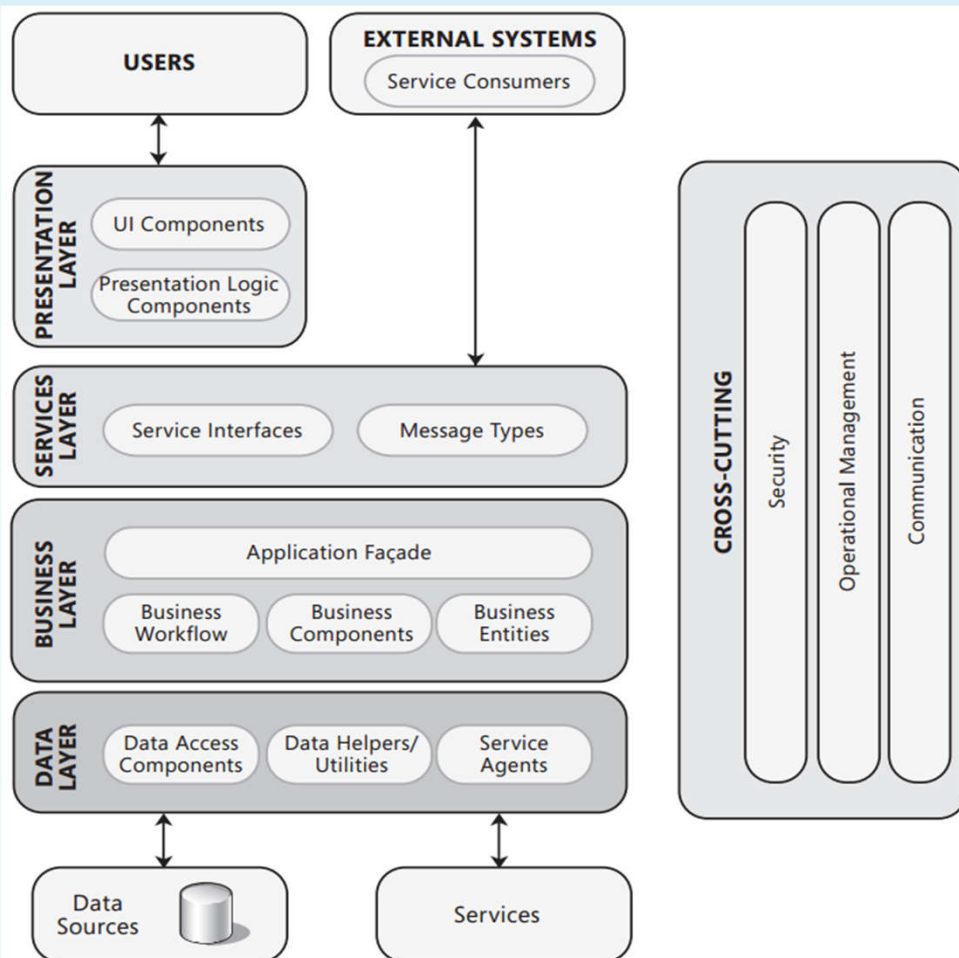 USERS
EXTERNAL SYSTEMS
Service Consumers
PRESENTATION
LAYER
UI Components
Presentation Logic
Components
SERVICES
LAYER
Service Interfaces
Message Types
BUSINESS
LAYER
Application Façade
Business
Workflow
Business
Components
Business
Entities
DATA
LAYER
Data Access
Components
Data Helpers/
Utilities
Service
Agents
Data
Sources
Services
CROSS-CUTTING
Security
Operational Management
Communication